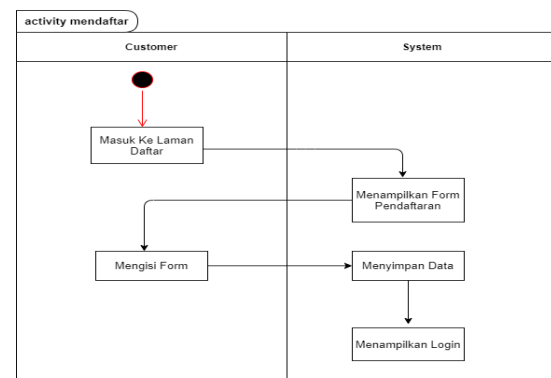 activity mendaftar
Customer
System
Masuk Ke Laman
Daftar
Menampilkan Form
Pendaftaran
Mengisi Form
Menyimpan Data
Menampilkan Login